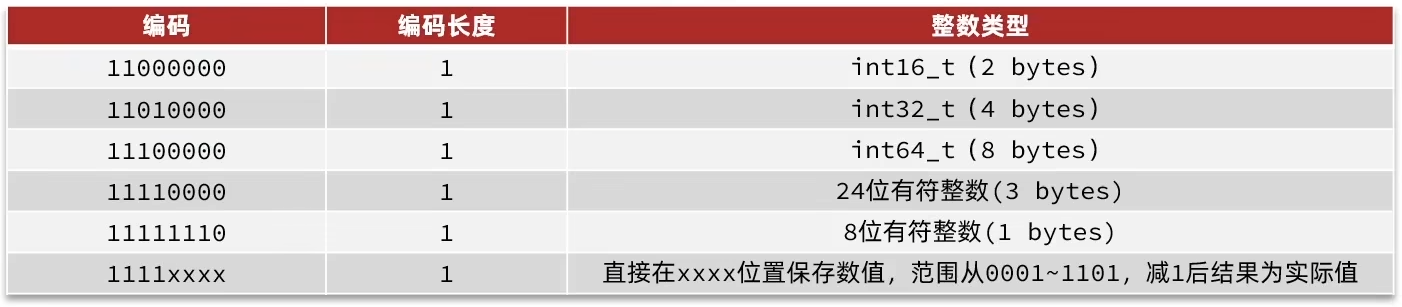 编码 编码长度 整数类型
11000000 1 int16_t (2 bytes)
11010000 1 int32_t (4 bytes)
11100000 1 int64_t (8 bytes)
11110000 1 24位有符整数(3 bytes)
11111110 1 8位有符整数(1 bytes)
1111xxxx 1 直接在xxxx位置保存数值，范围从0001~1101，减1后结果为实际值